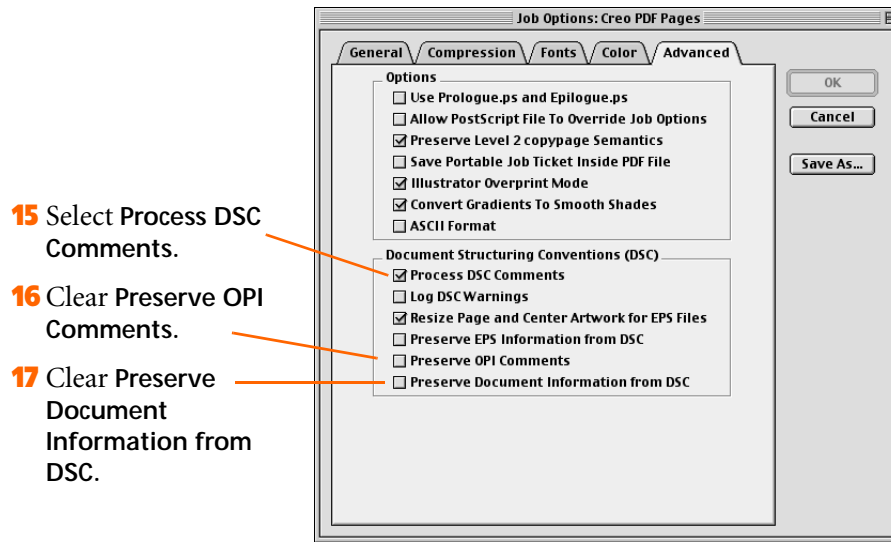 Job Options: Creo PDF Pages
General Compression Fonts Color Advanced
Options
Use Prologue.ps and Epilogue.ps
Allow PostScript File To Override Job Options
Preserve Level 2 copypage Semantics
Save Portable Job Ticket Inside PDF File
Illustrator Overprint Mode
Convert Gradients To Smooth Shades
ASCII Format
Document Structuring Conventions (DSC)
Process DSC Comments
Log DSC Warnings
Resize Page and Center Artwork for EPS Files
Preserve EPS Information from DSC
Preserve OPI Comments
Preserve Document Information from DSC
OK
Cancel
Save As...
15 Select Process DSC
Comments.
16 Clear Preserve OPI
Comments.
17 Clear Preserve
Document
Information from
DSC.